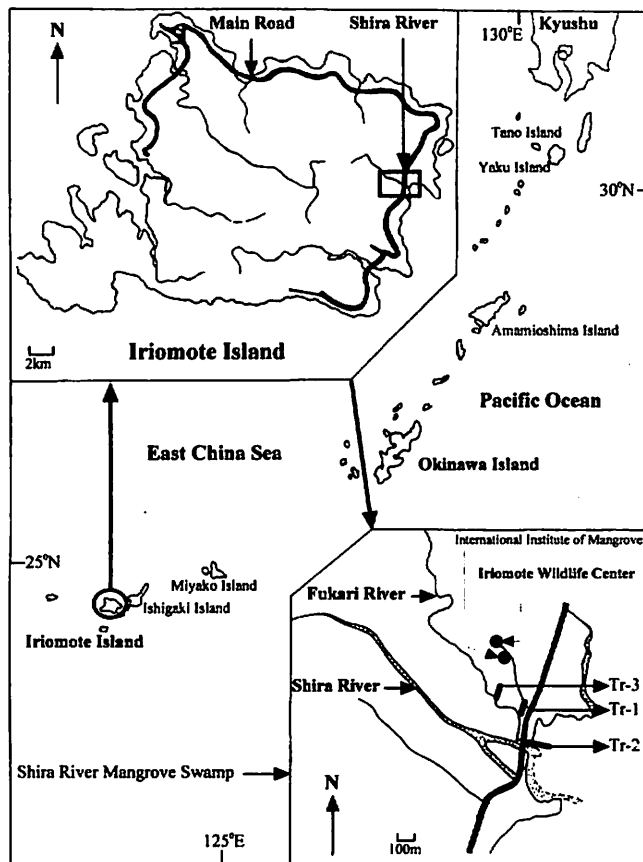 Main Road
Shira River
N
2km
Iriomote Island
130°E
Kyushu
Tano Island
Yaku Island
30°N
Amamioshima Island
Pacific Ocean
Okinawa Island
East China Sea
25°N
Miyako Island
Ishigaki Island
Iriomote Island
Shira River Mangrove Swamp
125°E
International Institute of Mangrove
Iriomote Wildlife Center
Fukari River
Shira River
Tr-3
Tr-1
Tr-2
N
100m